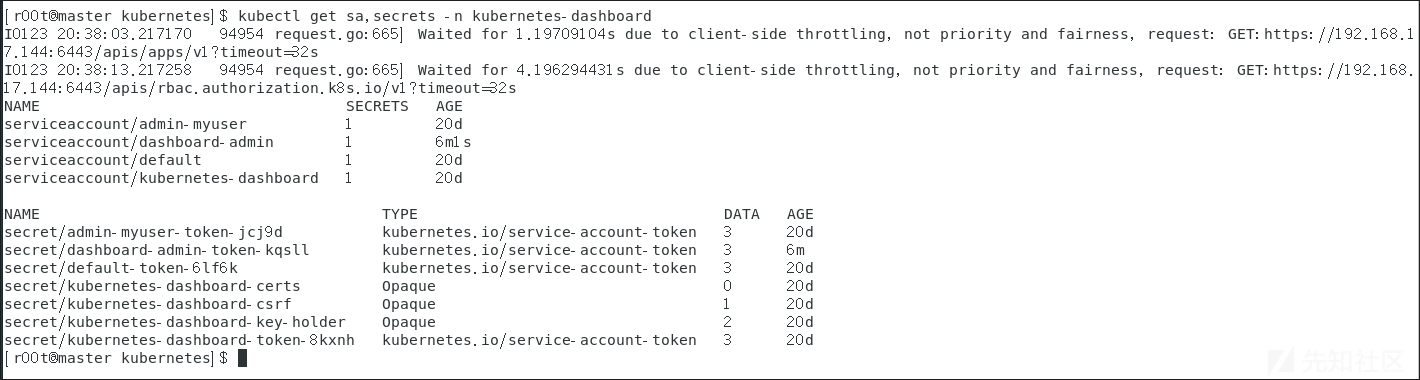 [r00t@master kubernetes]$ kubectl get sa,secrets -n kubernetes-dashboard
I0123 20:38:03.217170   94954 request.go:665] Waited for 1.19709104s due to client-side throttling, not priority and fairness, request: GET:https://192.168.1
7.144:6443/apis/apps/v1?timeout=32s
I0123 20:38:13.217258   94954 request.go:665] Waited for 4.196294431s due to client-side throttling, not priority and fairness, request: GET:https://192.168.
17.144:6443/apis/rbac.authorization.k8s.io/v1?timeout=32s
NAME                                  SECRETS   AGE
serviceaccount/admin-myuser           1         20d
serviceaccount/dashboard-admin        1         6m1s
serviceaccount/default                1         20d
serviceaccount/kubernetes-dashboard   1         20d

NAME                                      TYPE                                  DATA   AGE
secret/admin-myuser-token-jcj9d           kubernetes.io/service-account-token   3      20d
secret/dashboard-admin-token-kqsll        kubernetes.io/service-account-token   3      6m
secret/default-token-6lf6k                kubernetes.io/service-account-token   3      20d
secret/kubernetes-dashboard-certs         Opaque                                0      20d
secret/kubernetes-dashboard-csrf          Opaque                                1      20d
secret/kubernetes-dashboard-key-holder    Opaque                                2      20d
secret/kubernetes-dashboard-token-8kxnh   kubernetes.io/service-account-token   3      20d
[r00t@master kubernetes]$
先知社区